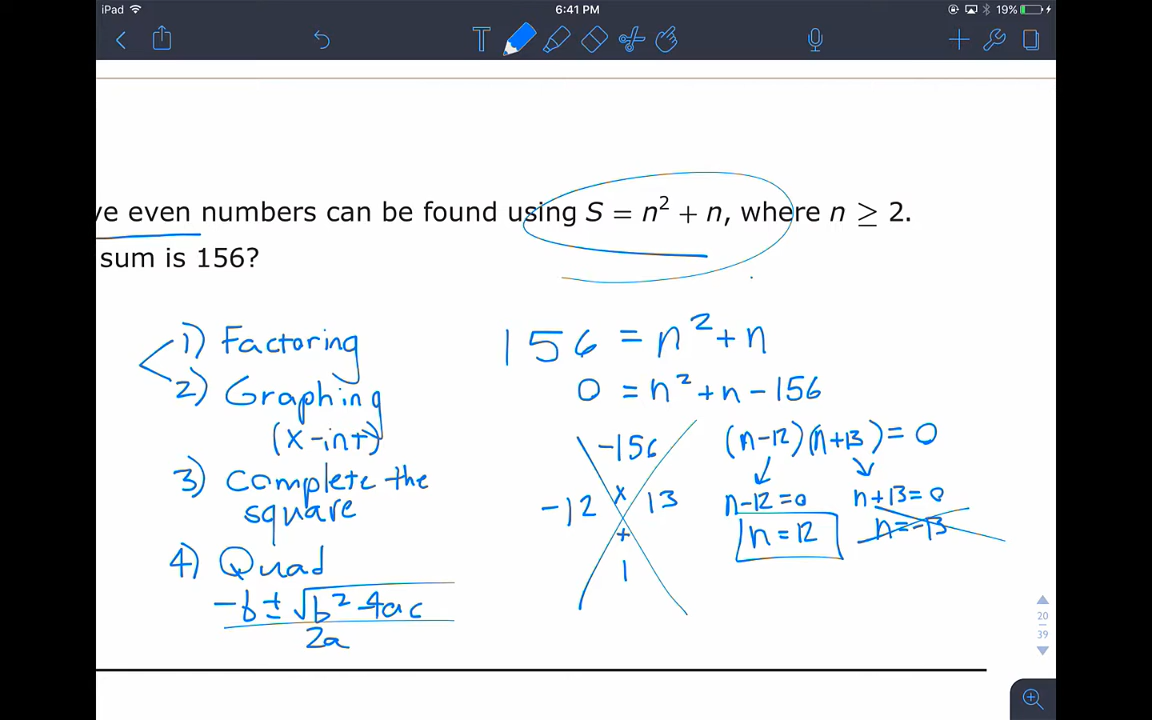 iPad 6:41 PM 19%
T
ve even numbers can be found using S = n² + n, where n ≥ 2.
sum is 156?
1) Factoring
2) Graphing
(x-int)
3) Complete the
square
4) Quad
-b ± √b² - 4ac
2a
156 = n² + n
0 = n² + n - 156
-156
-12 x 13
+
1
(n-12)(n+13) = 0
n-12=0 n+13=0
n = 12 n = -13
20
39